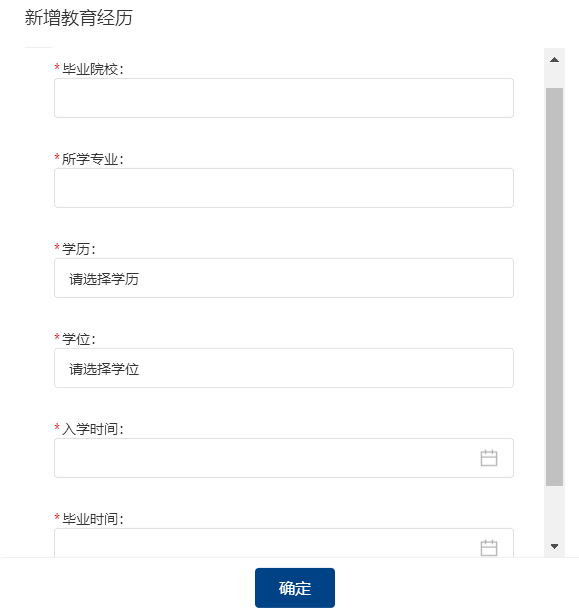 新增教育经历
*毕业院校：
*所学专业：
*学历：
请选择学历
*学位：
请选择学位
*入学时间：
*毕业时间：
确定